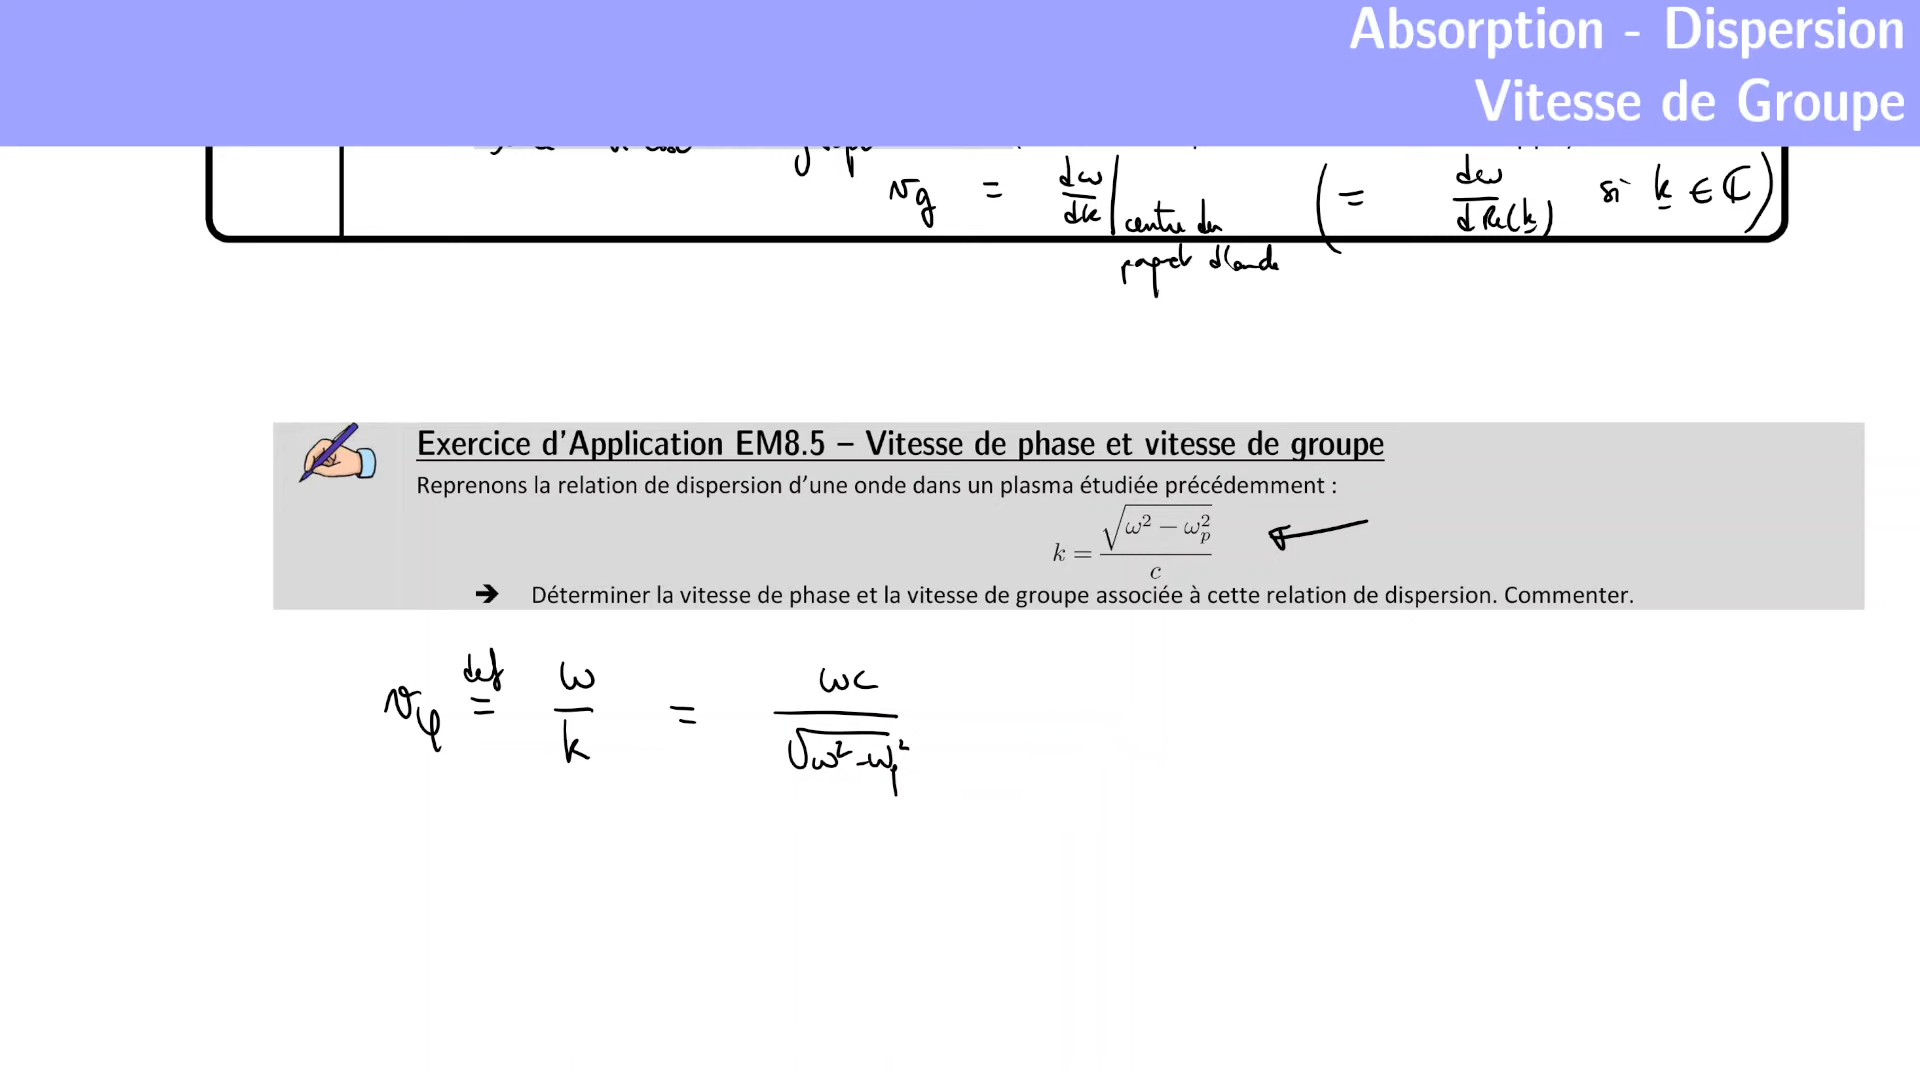 Absorption - Dispersion
Vitesse de Groupe
v_g = dω/dk | centre du paquet d'onde ( = dω/dRe(k) si k ∈ ℂ )
Exercice d'Application EM8.5 – Vitesse de phase et vitesse de groupe
Reprenons la relation de dispersion d'une onde dans un plasma étudiée précédemment :
k = √(ω² − ω_p²) / c
➔ Déterminer la vitesse de phase et la vitesse de groupe associée à cette relation de dispersion. Commenter.
v_φ =^def ω/k = ωc / √(ω² − ω_p²)